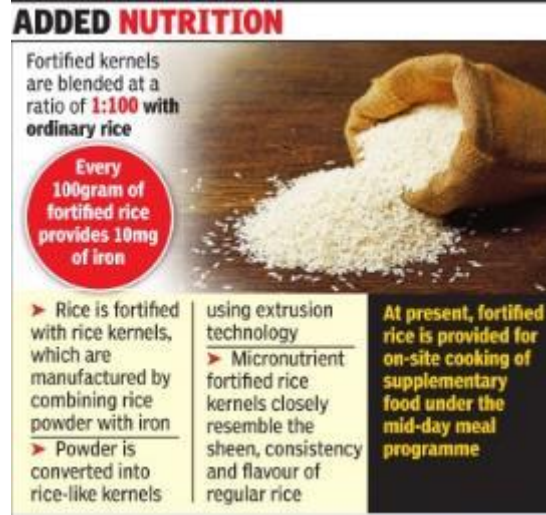 ADDED NUTRITION
Fortified kernels
are blended at a
ratio of 1:100 with
ordinary rice
Every
100gram of
fortified rice
provides 10mg
of iron
➤ Rice is fortified
with rice kernels,
which are
manufactured by
combining rice
powder with iron
➤ Powder is
converted into
rice-like kernels
using extrusion
technology
➤ Micronutrient
fortified rice
kernels closely
resemble the
sheen, consistency
and flavour of
regular rice
At present, fortified
rice is provided for
on-site cooking of
supplementary
food under the
mid-day meal
programme